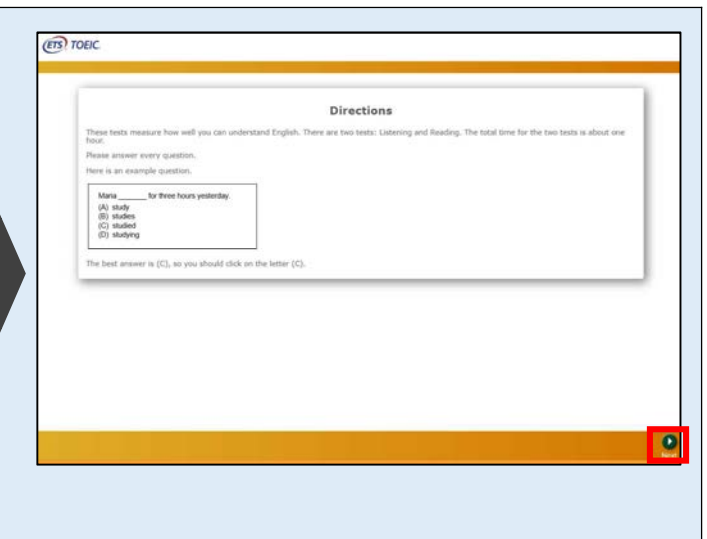 ETS TOEIC.
Directions
These tests measure how well you can understand English. There are two tests: Listening and Reading. The total time for the two tests is about one
hour.
Please answer every question.
Here is an example question.
Maria ______ for three hours yesterday.
(A) study
(B) studies
(C) studied
(D) studying
The best answer is (C), so you should click on the letter (C).
Next